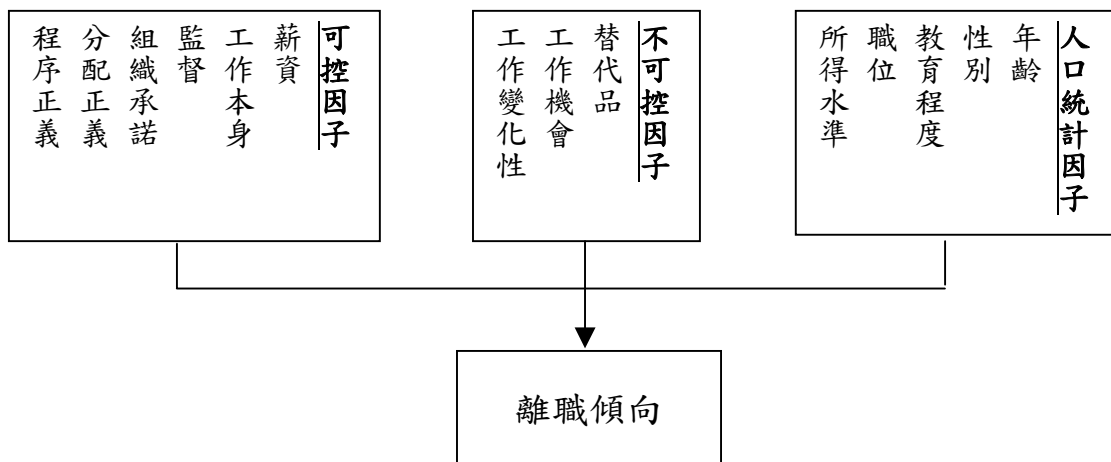 可控因子
薪資
工作本身
監督
組織承諾
分配正義
程序正義
不可控因子
替代品
工作機會
工作變化性
人口統計因子
年齡
性別
教育程度
職位
所得水準
離職傾向